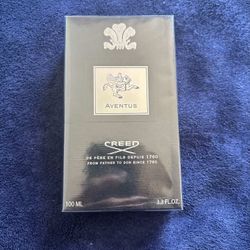 AVENTUS
CREED
DE PÈRE EN FILS DEPUIS 1760
FROM FATHER TO SON SINCE 1760
100 ML 3.3 FL.OZ.